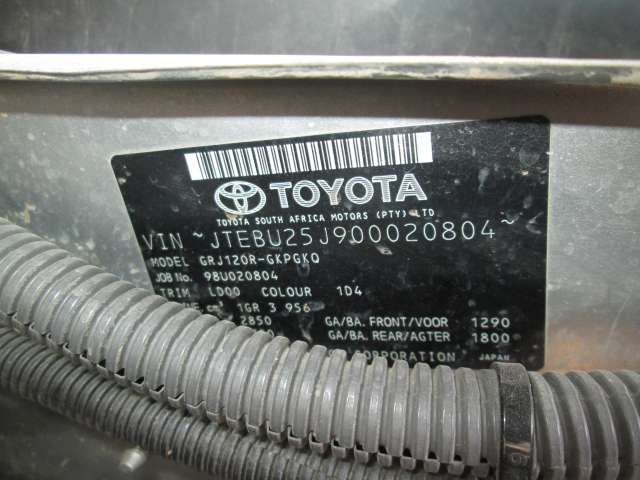 TOYOTA
TOYOTA SOUTH AFRICA MOTORS (PTY) LTD
VIN ~JTEBU25J900020804~
MODEL GRJ120R-GKPGKQ
JOB No. 98U020804
TRIM LD00 COLOUR 1D4
cm³ 1GR 3 956
2850 GA/BA. FRONT/VOOR 1290
GA/BA. REAR/AGTER 1800
CORPORATION JAPAN